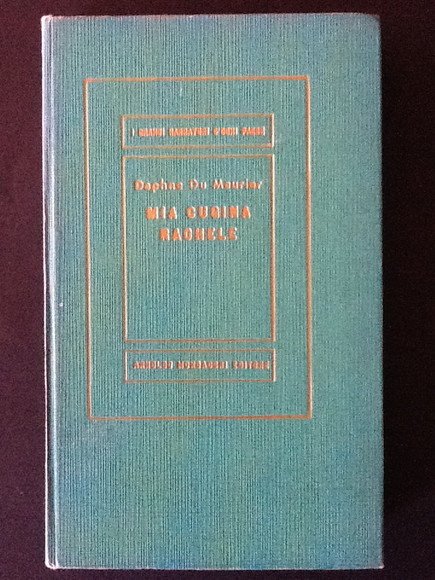 I GRANDI NARRATORI D'OGNI PAESE
Daphne Du Maurier
MIA CUGINA
RACHELE
ARNOLDO MONDADORI EDITORE